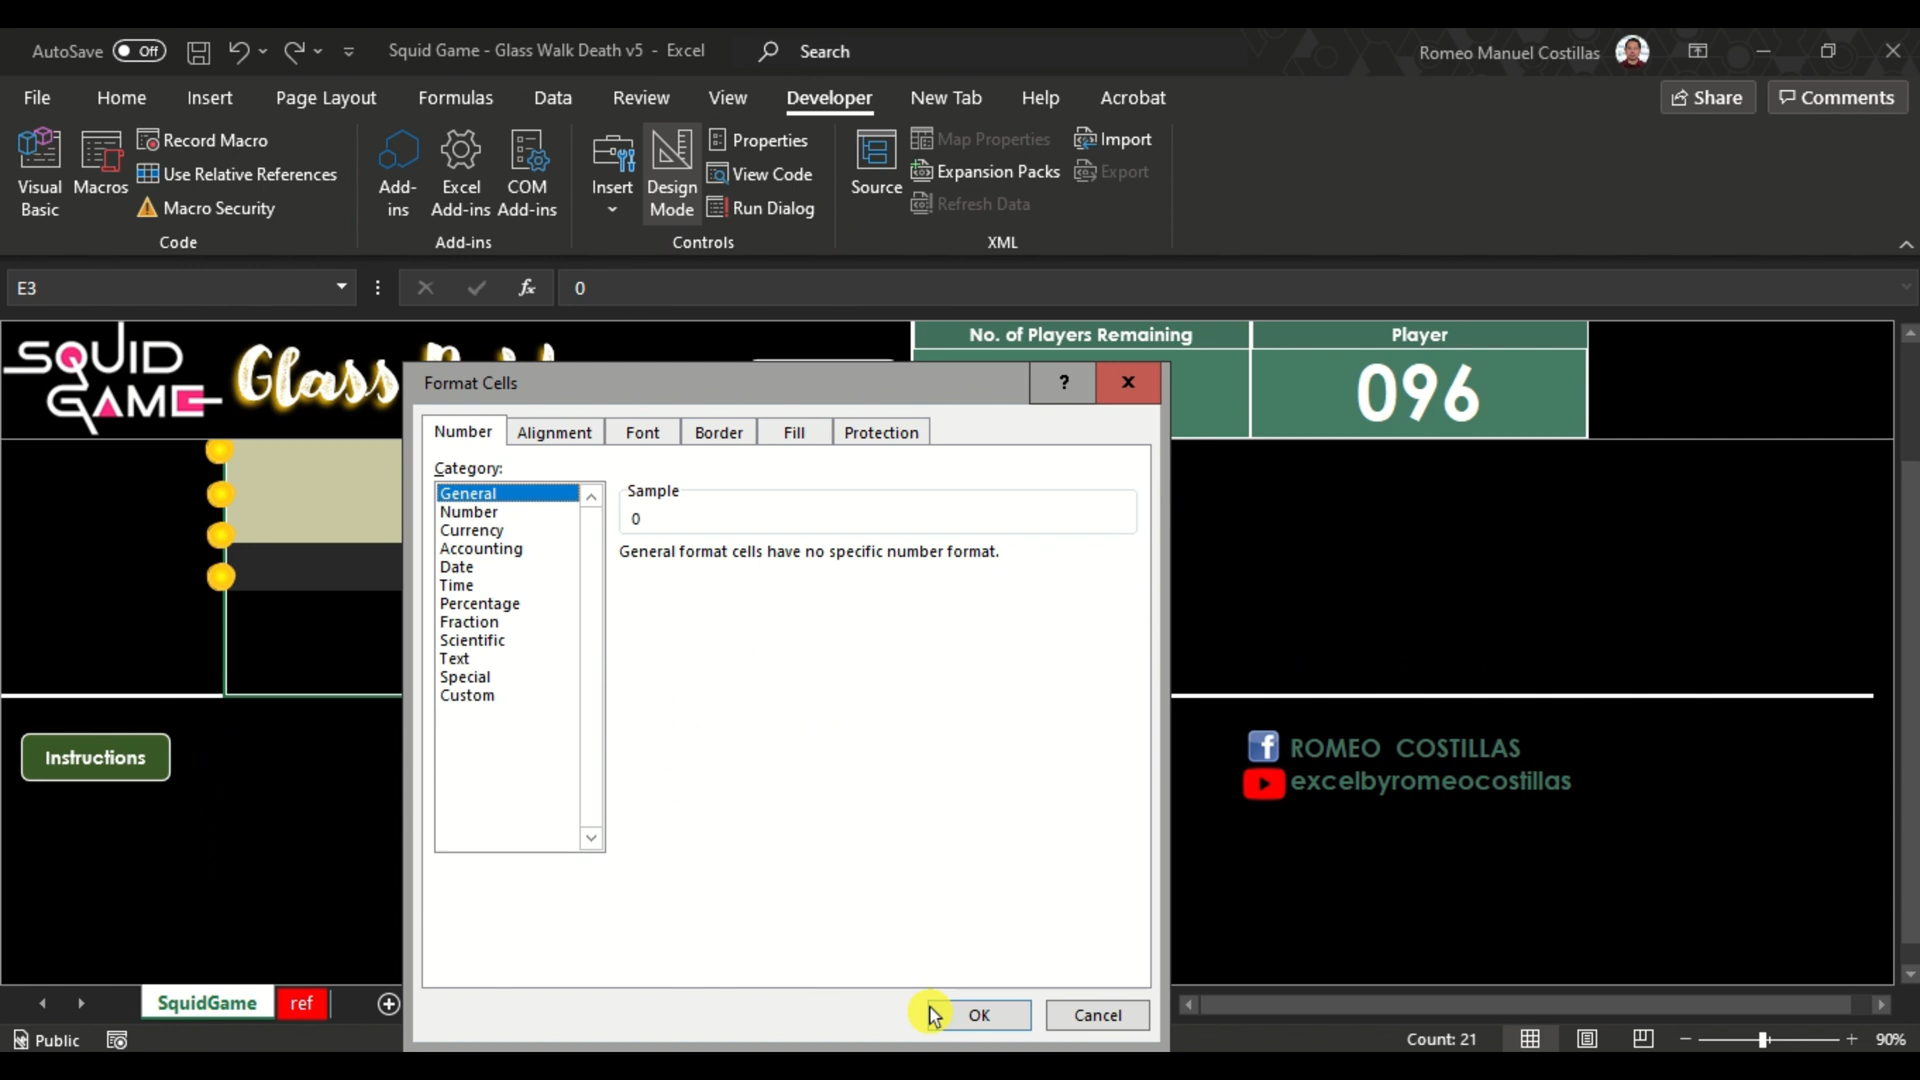 AutoSave Off Squid Game - Glass Walk Death v5 - Excel Search Romeo Manuel Costillas
File Home Insert Page Layout Formulas Data Review View Developer New Tab Help Acrobat Share Comments
Visual Basic
Macros
Record Macro
Use Relative References
Macro Security
Code
Add-ins
Excel Add-ins
COM Add-ins
Add-ins
Insert
Design Mode
Properties
View Code
Run Dialog
Controls
Source
Map Properties
Expansion Packs
Refresh Data
Import
Export
XML
E3 fx 0
SQUID GAME
Glass
No. of Players Remaining
Player
096
Format Cells ?
Number Alignment Font Border Fill Protection
Category:
General
Number
Currency
Accounting
Date
Time
Percentage
Fraction
Scientific
Text
Special
Custom
Sample
0
General format cells have no specific number format.
OK Cancel
Instructions
f ROMEO COSTILLAS
excelbyromeocostillas
SquidGame ref
Public Count: 21 90%